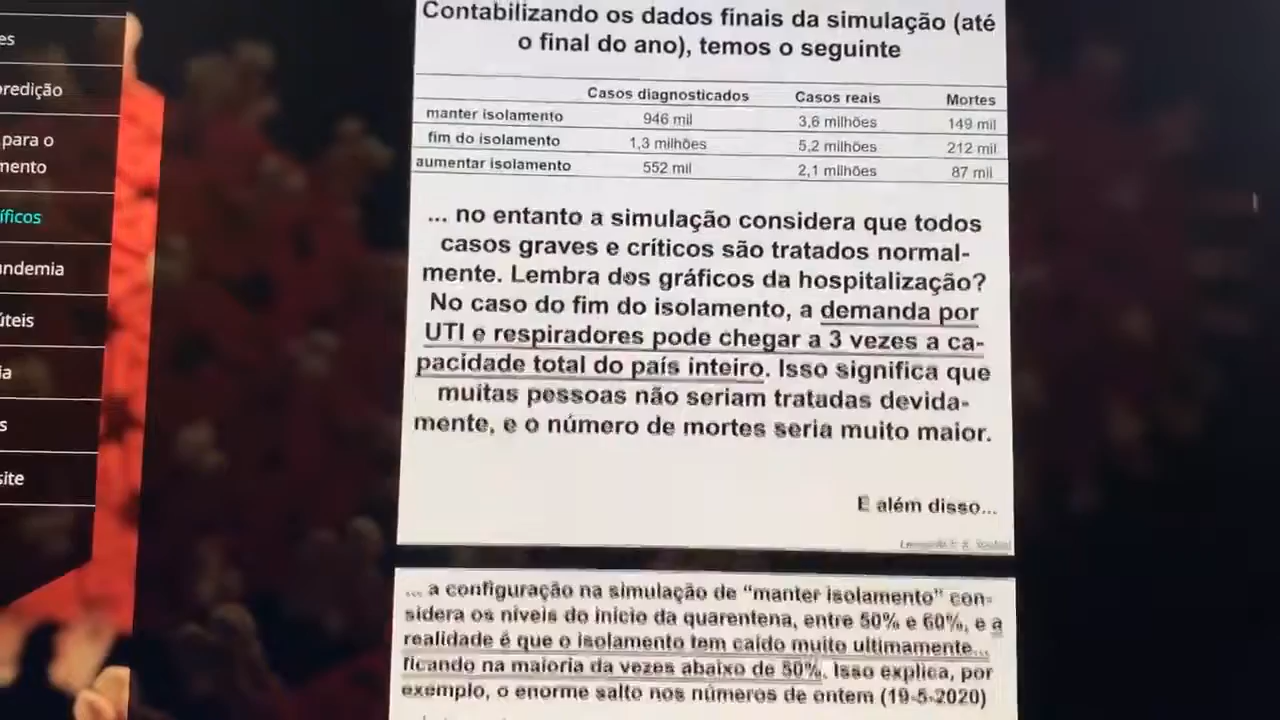 es
redição
para o
mento
íficos
ndemia
úteis
ia
s
site
Contabilizando os dados finais da simulação (até
o final do ano), temos o seguinte
Casos diagnosticados Casos reais Mortes
manter isolamento 946 mil 3,6 milhões 149 mil
fim do isolamento 1,3 milhões 5,2 milhões 212 mil
aumentar isolamento 552 mil 2,1 milhões 87 mil
... no entanto a simulação considera que todos
casos graves e críticos são tratados normal-
mente. Lembra dos gráficos da hospitalização?
No caso do fim do isolamento, a demanda por
UTI e respiradores pode chegar a 3 vezes a ca-
pacidade total do país inteiro. Isso significa que
muitas pessoas não seriam tratadas devida-
mente, e o número de mortes seria muito maior.
E além disso...
... a configuração na simulação de “manter isolamento” con-
sidera os níveis do início da quarentena, entre 50% e 60%, e a
realidade é que o isolamento tem caído muito ultimamente...
ficando na maioria da vezes abaixo de 50%. Isso explica, por
exemplo, o enorme salto nos números de ontem (19-5-2020)